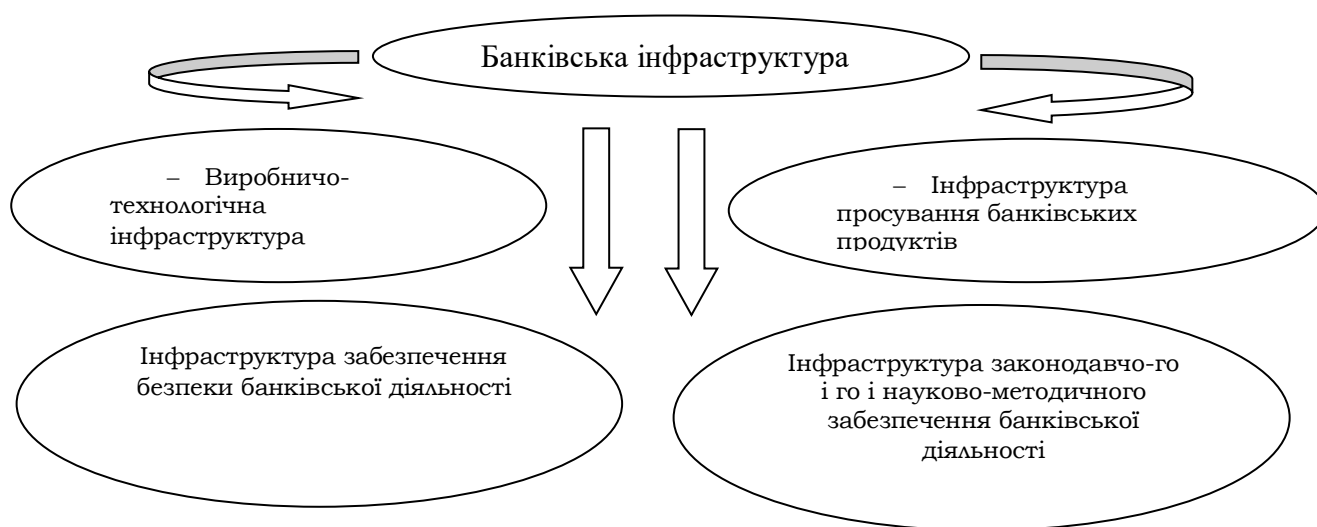 Банківська інфраструктура
– Виробничо-
технологічна
інфраструктура
– Інфраструктура
просування банківських
продуктів
Інфраструктура забезпечення
безпеки банківської діяльності
Інфраструктура законодавчо-го
і го і науково-методичного
забезпечення банківської
діяльності